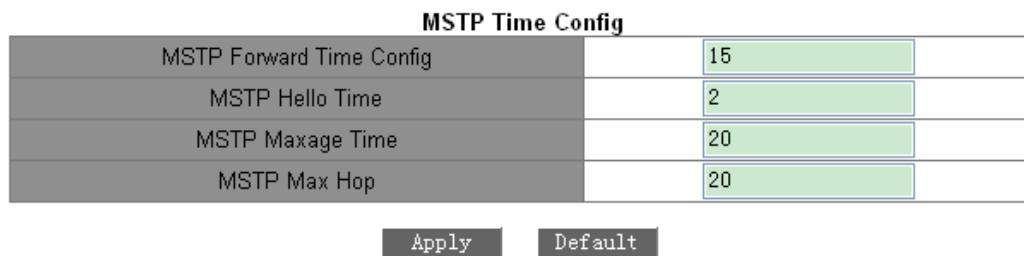 MSTP Time Config
MSTP Forward Time Config 15
MSTP Hello Time 2
MSTP Maxage Time 20
MSTP Max Hop 20
Apply Default